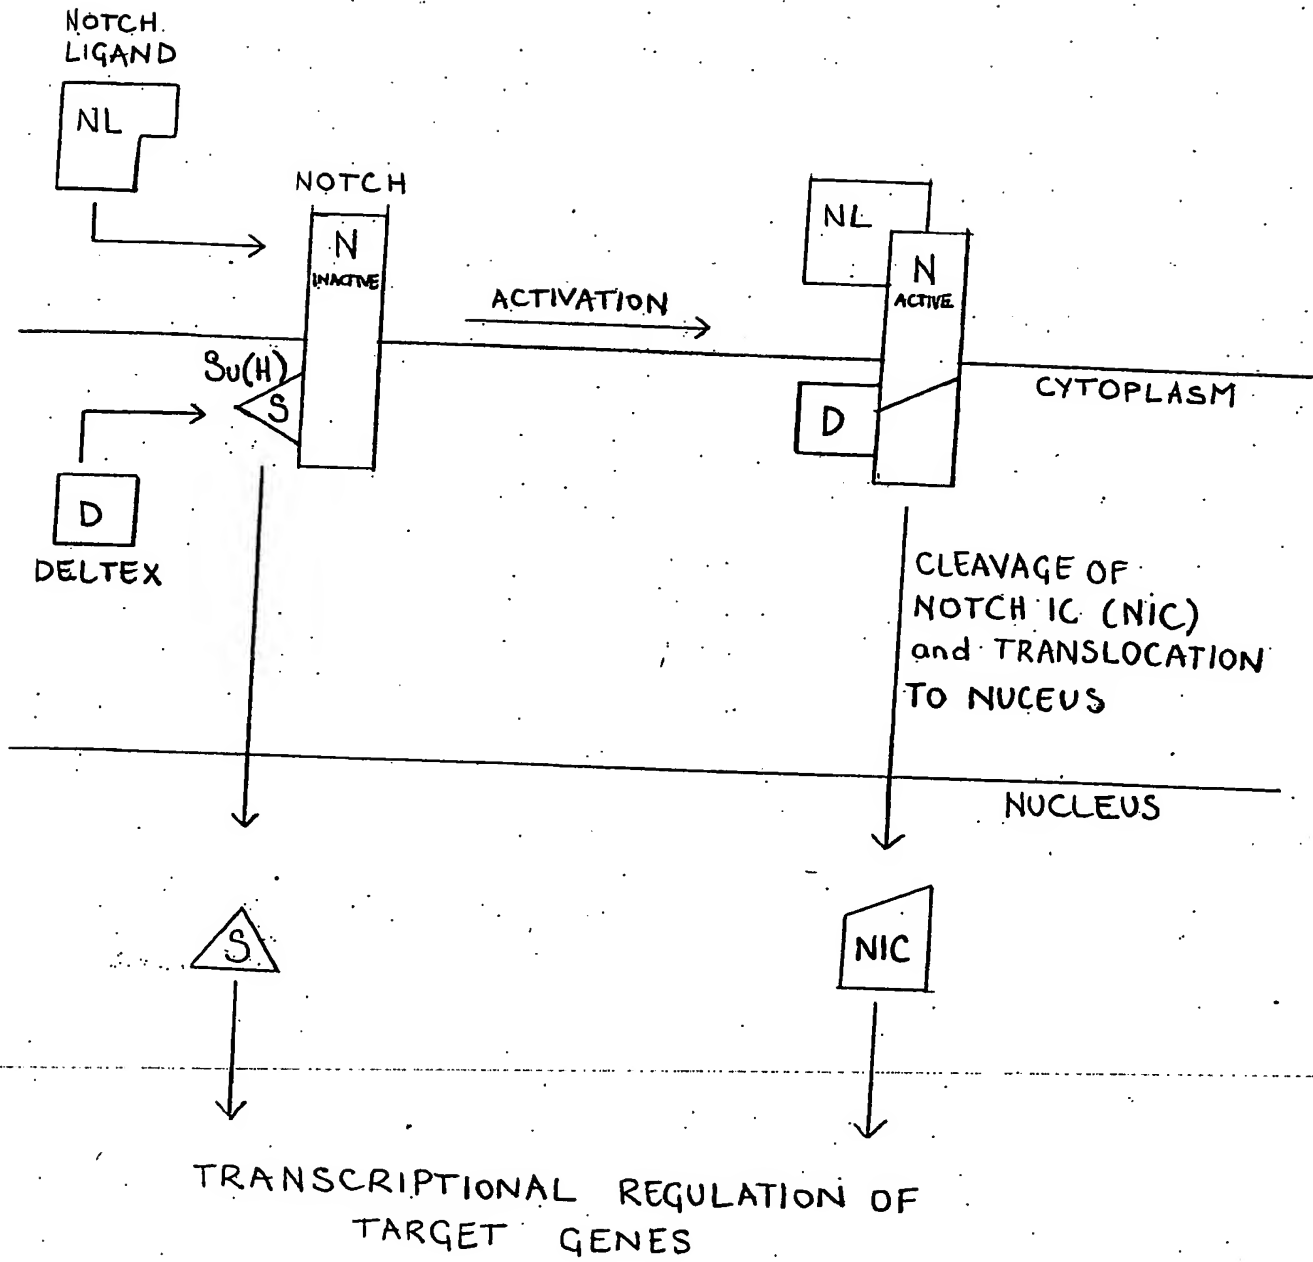 NOTCH
LIGAND
NL
NOTCH
N
INACTIVE
ACTIVATION
NL
N
ACTIVE
Su(H)
S
CYTOPLASM
D
D
DELTEX
CLEAVAGE OF
NOTCH IC (NIC)
and TRANSLOCATION
TO NUCEUS
NUCLEUS
S
NIC
TRANSCRIPTIONAL REGULATION OF
TARGET GENES